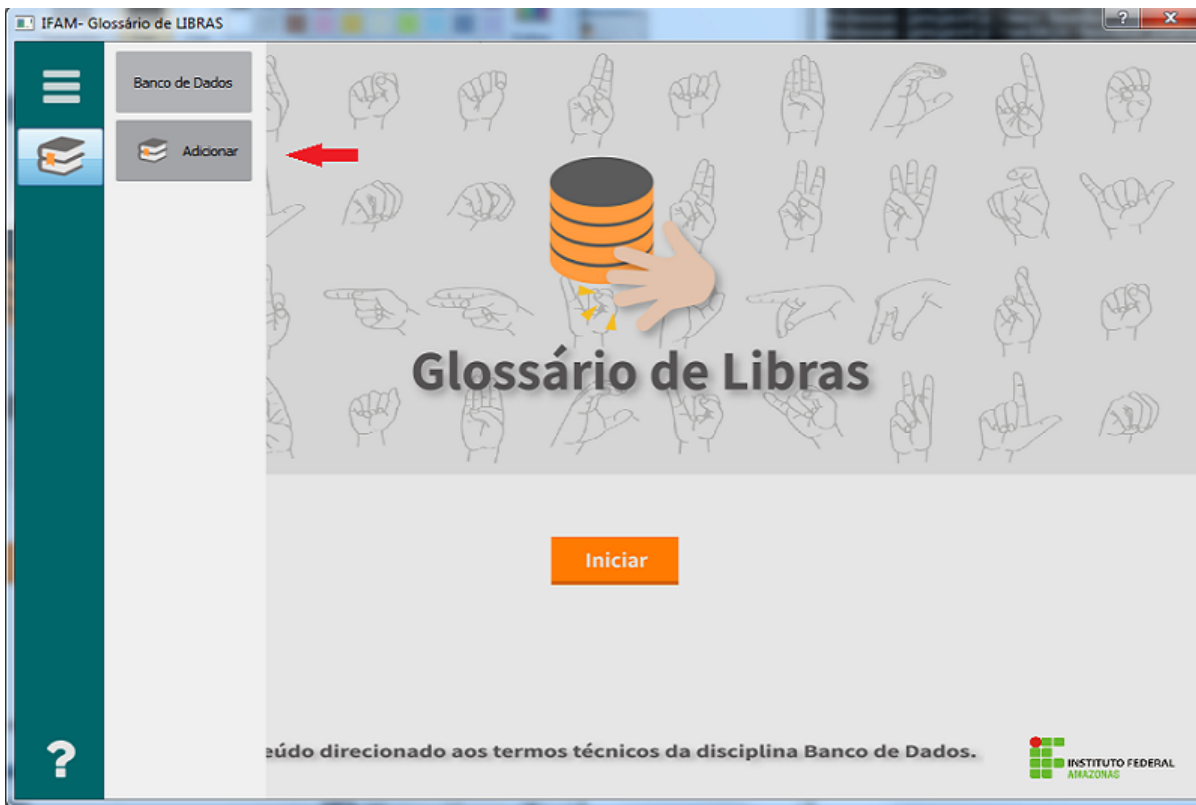 IFAM- Glossário de LIBRAS
?
X
Banco de Dados
Adicionar
Glossário de Libras
Iniciar
?
eúdo direcionado aos termos técnicos da disciplina Banco de Dados.
INSTITUTO FEDERAL
AMAZONAS